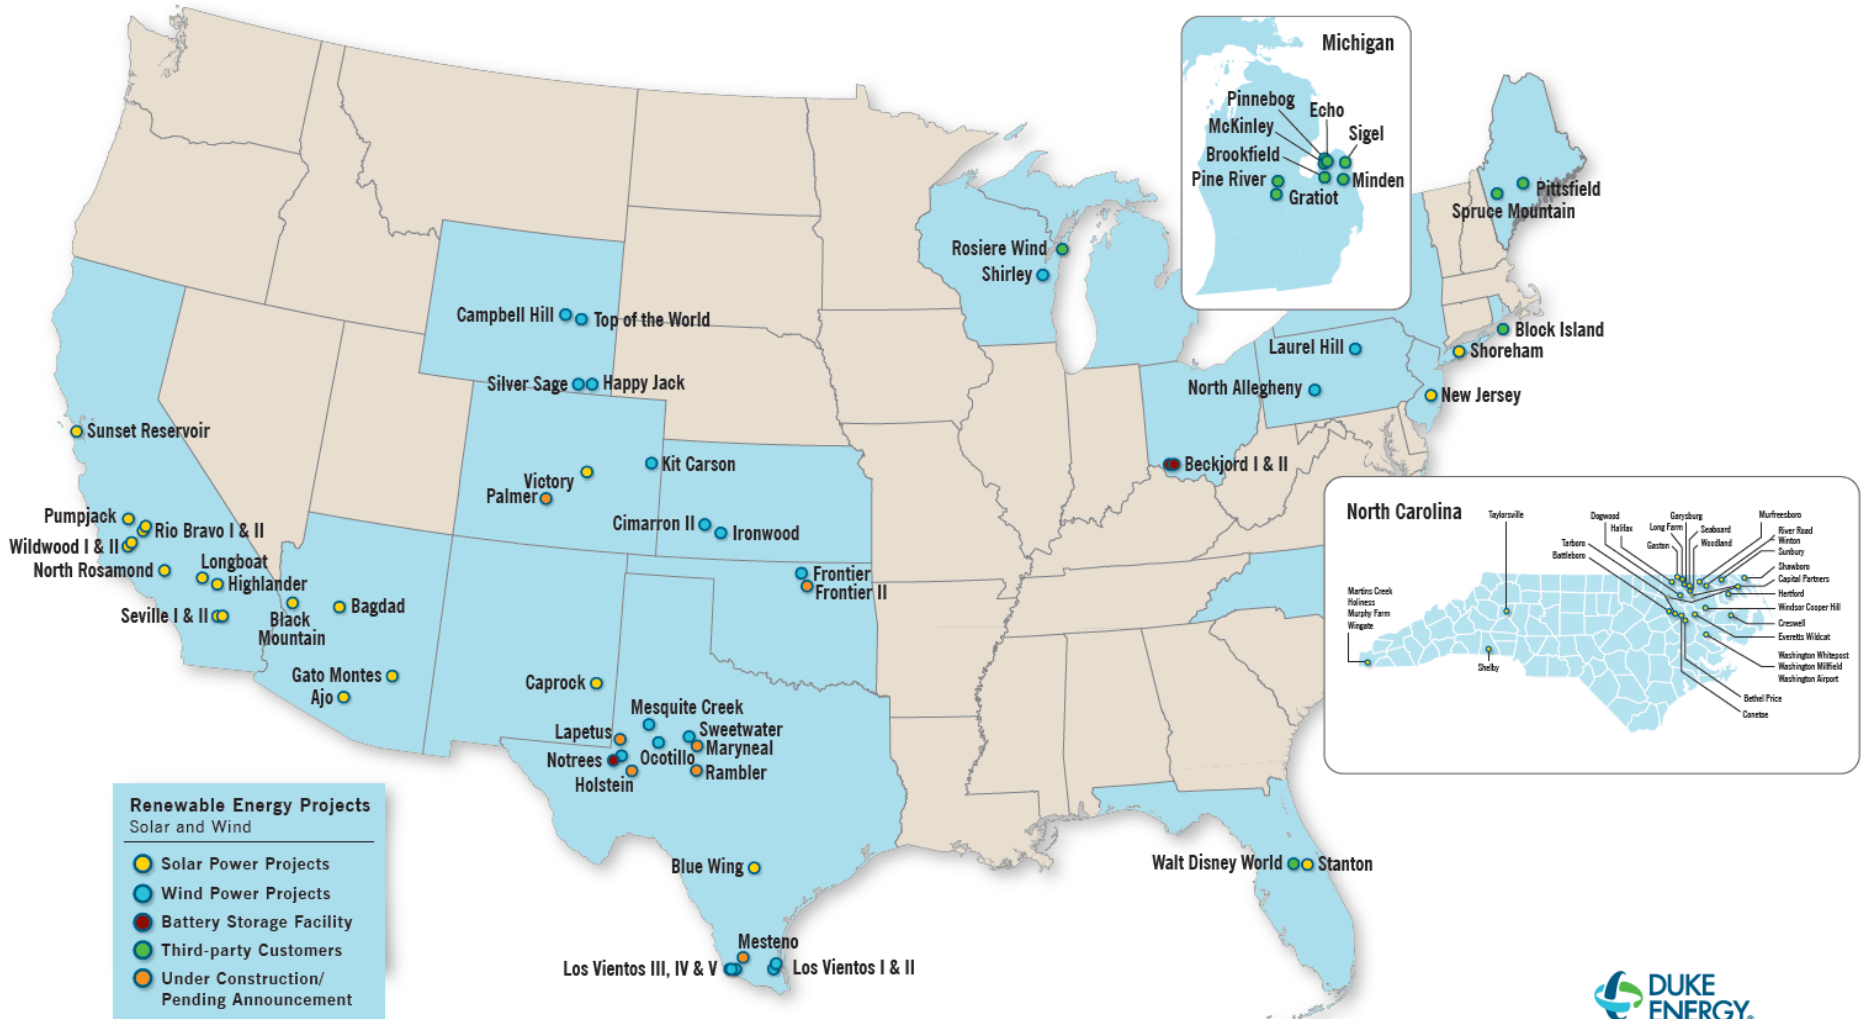 Michigan
Pinnebog
Echo
McKinley
Sigel
Brookfield
Pine River
Minden
Gratiot
Pittsfield
Spruce Mountain
Rosiere Wind
Shirley
Campbell Hill
Top of the World
Block Island
Laurel Hill
Shoreham
Silver Sage
Happy Jack
North Allegheny
New Jersey
Sunset Reservoir
Kit Carson
Beckjord I & II
Victory
Palmer
Pumpjack
Rio Bravo I & II
Cimarron II
Ironwood
Wildwood I & II
Longboat
North Rosamond
Highlander
Frontier
Frontier II
Seville I & II
Black
Mountain
Bagdad
Gato Montes
Ajo
Caprock
Mesquite Creek
Lapetus
Sweetwater
Maryneal
Notrees
Ocotillo
Holstein
Rambler
North Carolina
Taylorsville
Dogwood
Halifax
Garysburg
Long Farm
Seaboard
Woodland
Gaston
Murfreesboro
River Road
Winton
Sunbury
Tarboro
Battleboro
Shawboro
Capital Partners
Hertford
Windsor Cooper Hill
Creswell
Everetts Wildcat
Martins Creek
Holiness
Murphy Farm
Wingate
Shelby
Washington Whitepost
Washington Millfield
Washington Airport
Bethel Price
Conetoe
Renewable Energy Projects
Solar and Wind
Solar Power Projects
Wind Power Projects
Battery Storage Facility
Third-party Customers
Under Construction/
Pending Announcement
Blue Wing
Walt Disney World
Stanton
Mesteno
Los Vientos III, IV & V
Los Vientos I & II
DUKE
ENERGY®